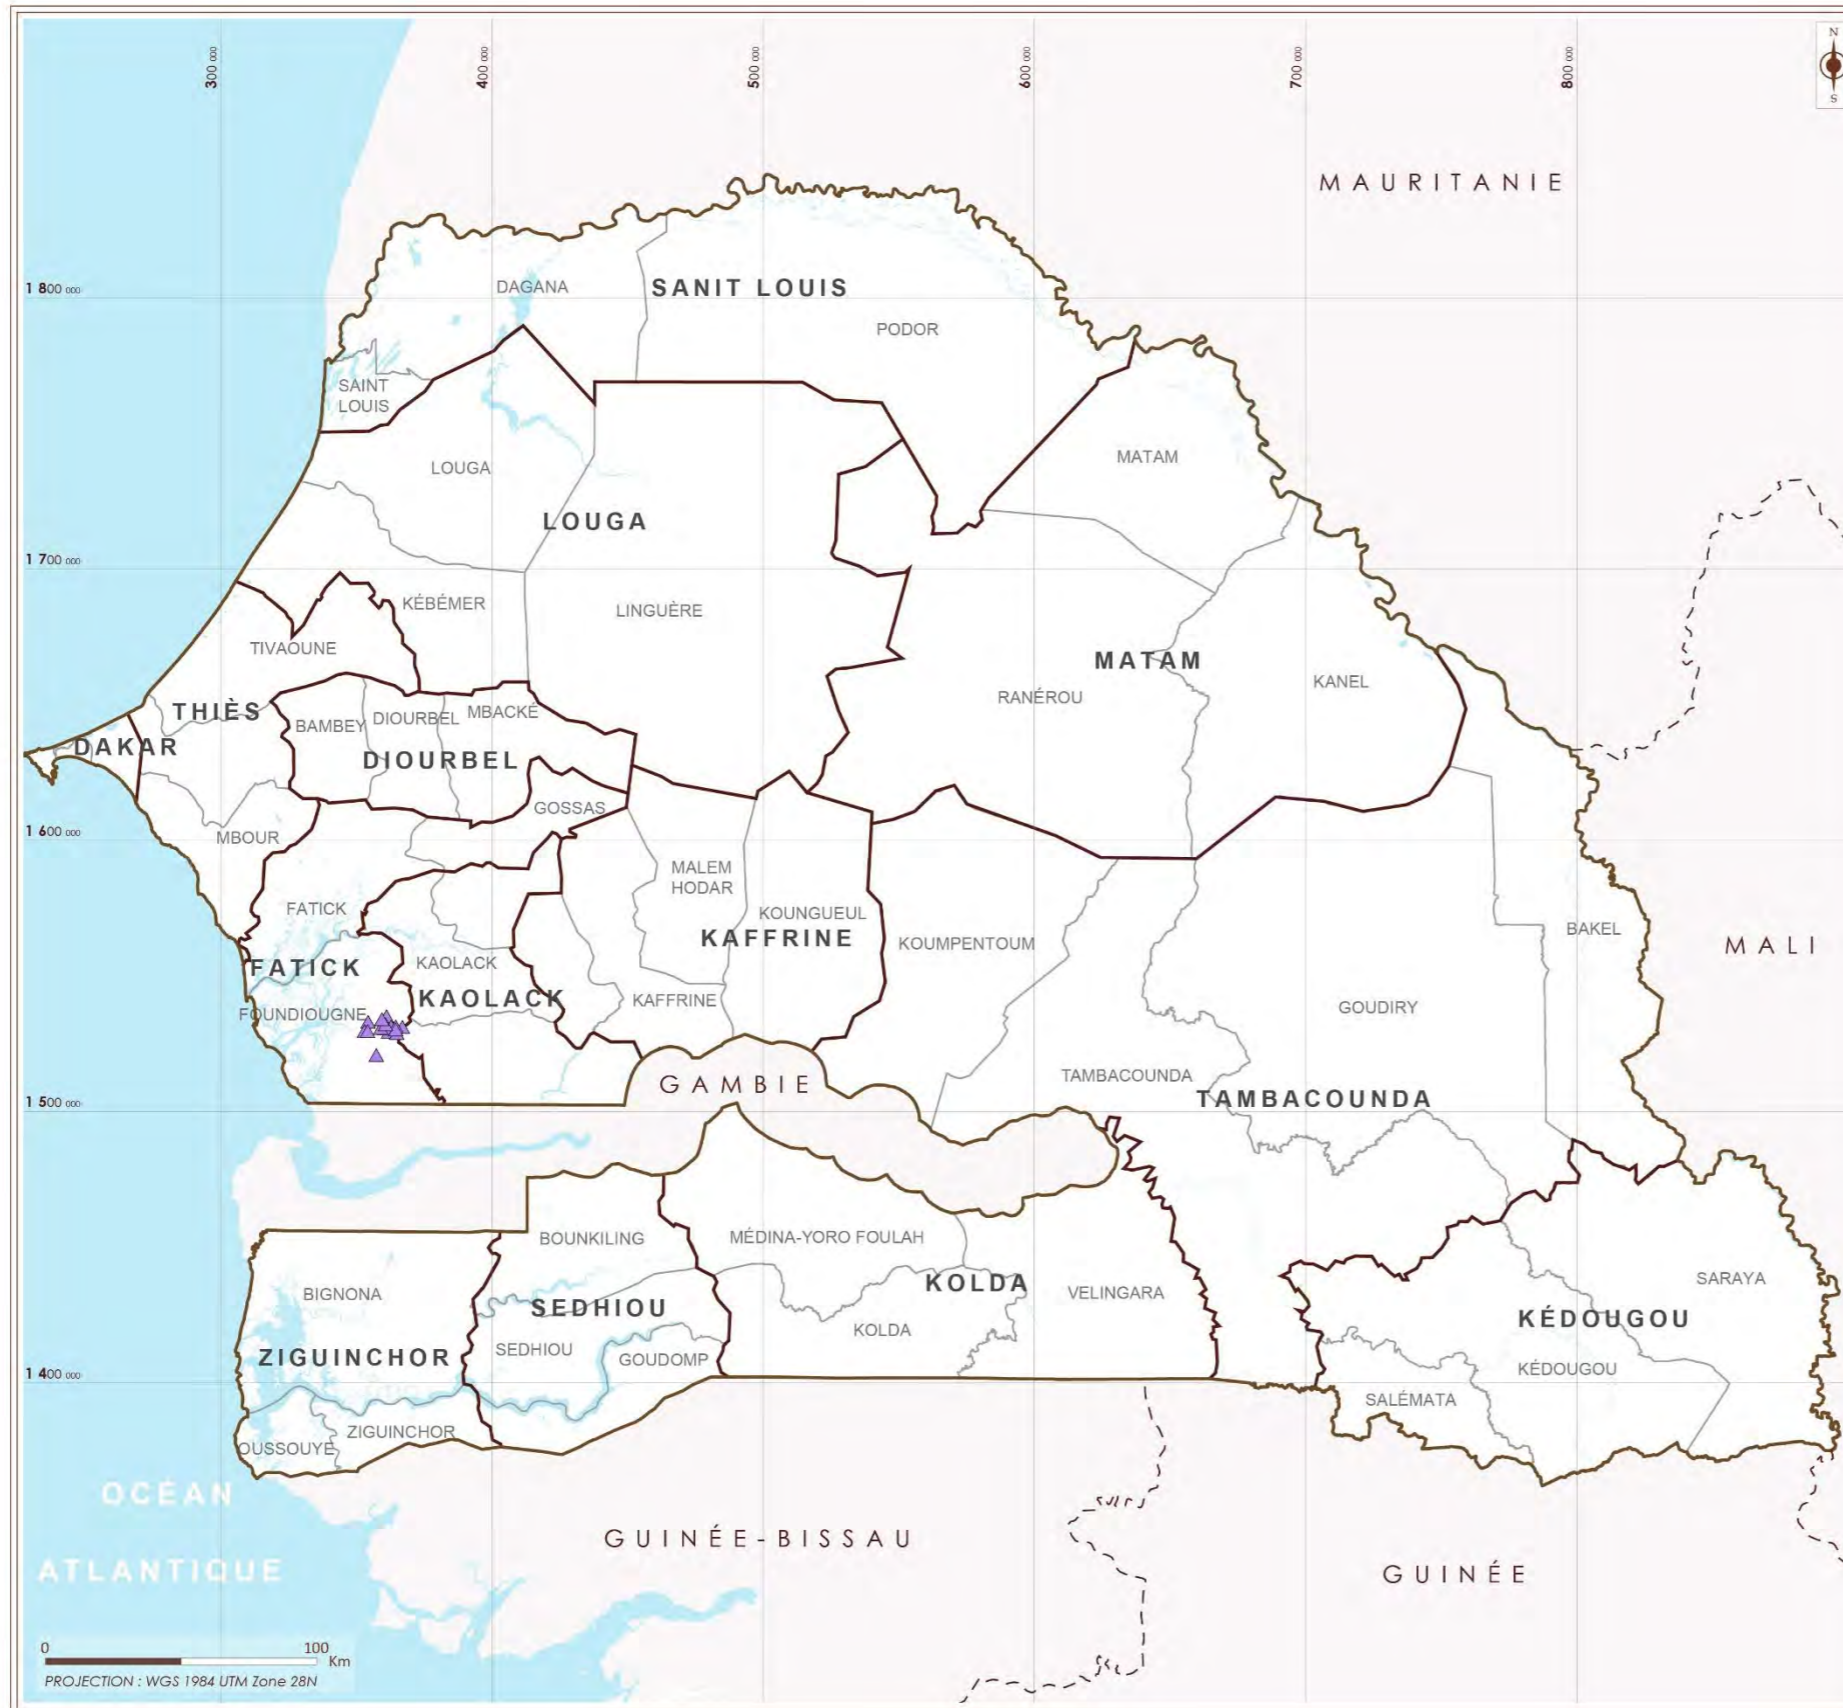 300 000
400 000
500 000
600 000
700 000
800 000
N
S
MAURITANIE
1 800 000
DAGANA
SANIT LOUIS
PODOR
SAINT
LOUIS
LOUGA
MATAM
LOUGA
1 700 000
KÉBÉMER
LINGUÈRE
TIVAOUNE
MATAM
KANEL
RANÉROU
THIÈS
BAMBEY
DIOURBEL
MBACKÉ
DAKAR
DIOURBEL
GOSSAS
1 600 000
MBOUR
MALEM
HODAR
FATICK
KOUNGUEUL
KAFFRINE
KOUMPENTOUM
BAKEL
MALI
FATICK
KAOLACK
KAOLACK
KAFFRINE
GOUDIRY
FOUNDIOUGNE
TAMBACOUNDA
GAMBIE
TAMBACOUNDA
1 500 000
BOUNKILING
MÉDINA-YORO FOULAH
SARAYA
BIGNONA
KOLDA
VELINGARA
SEDHIOU
KÉDOUGOU
KOLDA
SEDHIOU
GOUDOMP
ZIGUINCHOR
KÉDOUGOU
1 400 000
SALÉMATA
ZIGUINCHOR
OUSSOUYE
OCÉAN
ATLANTIQUE
GUINÉE-BISSAU
GUINÉE
0 100
Km
PROJECTION : WGS 1984 UTM Zone 28N